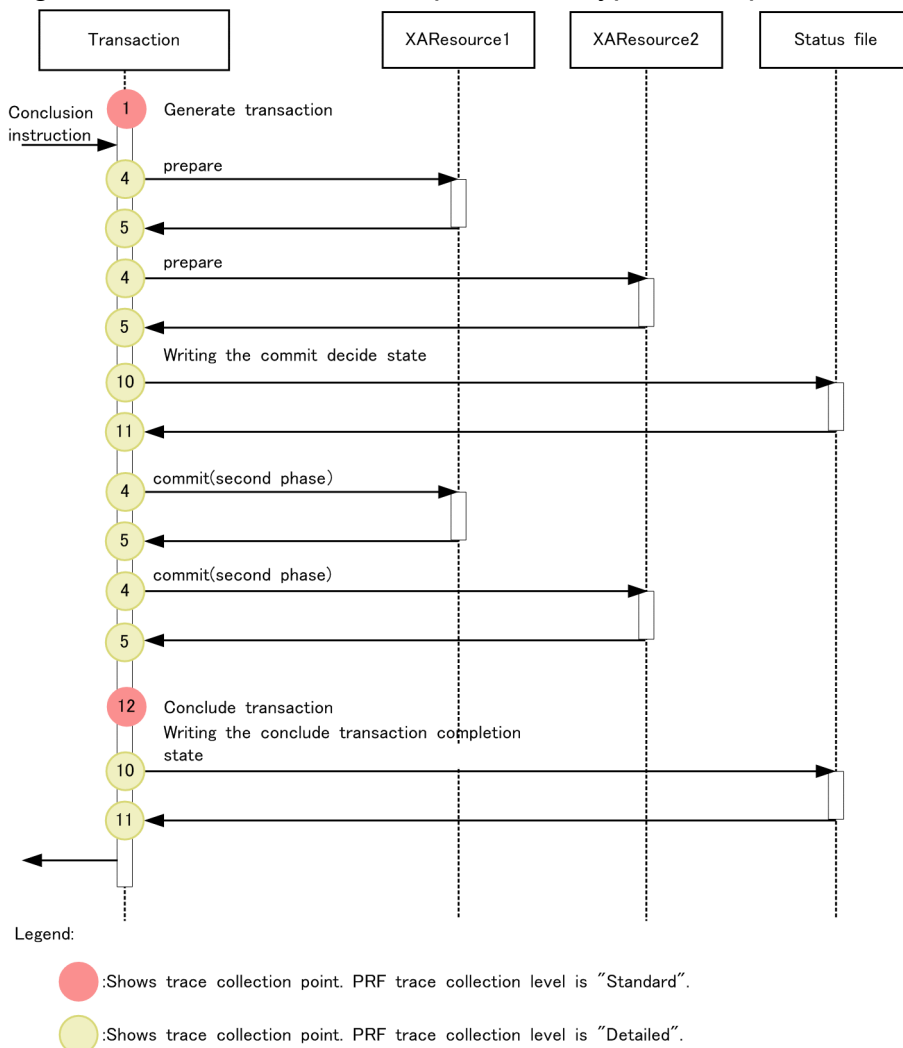 Transaction XAResource1 XAResource2 Status file
1 Generate transaction
Conclusion
instruction
prepare
4
5
prepare
4
5
Writing the commit decide state
10
11
commit(second phase)
4
5
commit(second phase)
4
5
12 Conclude transaction
Writing the conclude transaction completion
state
10
11
Legend:
:Shows trace collection point. PRF trace collection level is "Standard".
:Shows trace collection point. PRF trace collection level is "Detailed".